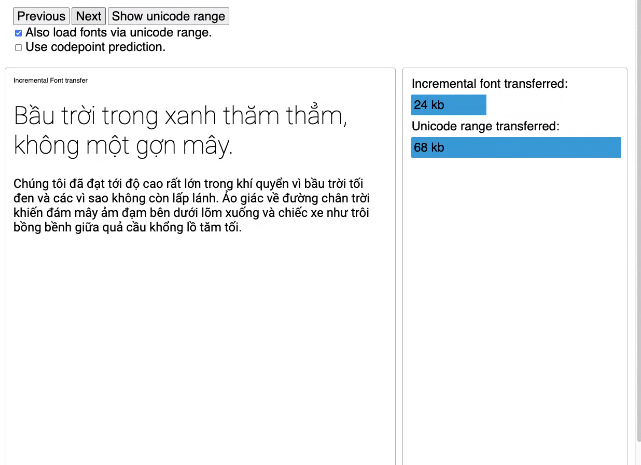 Previous Next Show unicode range
Also load fonts via unicode range.
Use codepoint prediction.
Incremental Font transfer
Bầu trời trong xanh thăm thẳm,
không một gợn mây.
Chúng tôi đã đạt tới độ cao rất lớn trong khí quyển vì bầu trời tối
đen và các vì sao không còn lấp lánh. Ảo giác về đường chân trời
khiến đám mây ảm đạm bên dưới lõm xuống và chiếc xe như trôi
bồng bềnh giữa quả cầu khổng lồ tăm tối.
Incremental font transferred:
24 kb
Unicode range transferred:
68 kb